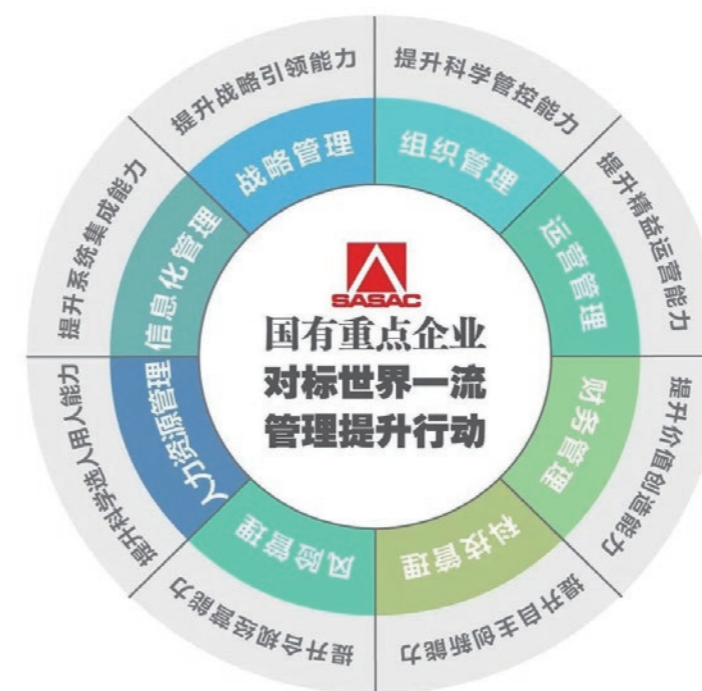 提升战略引领能力
提升科学管控能力
提升精益运营能力
提升价值创造能力
提升自主创新能力
提升合规经营能力
提升科学选人用人能力
提升系统集成能力
战略管理
组织管理
运营管理
财务管理
科技管理
风险管理
人力资源管理
信息化管理
SASAC
国有重点企业
对标世界一流
管理提升行动